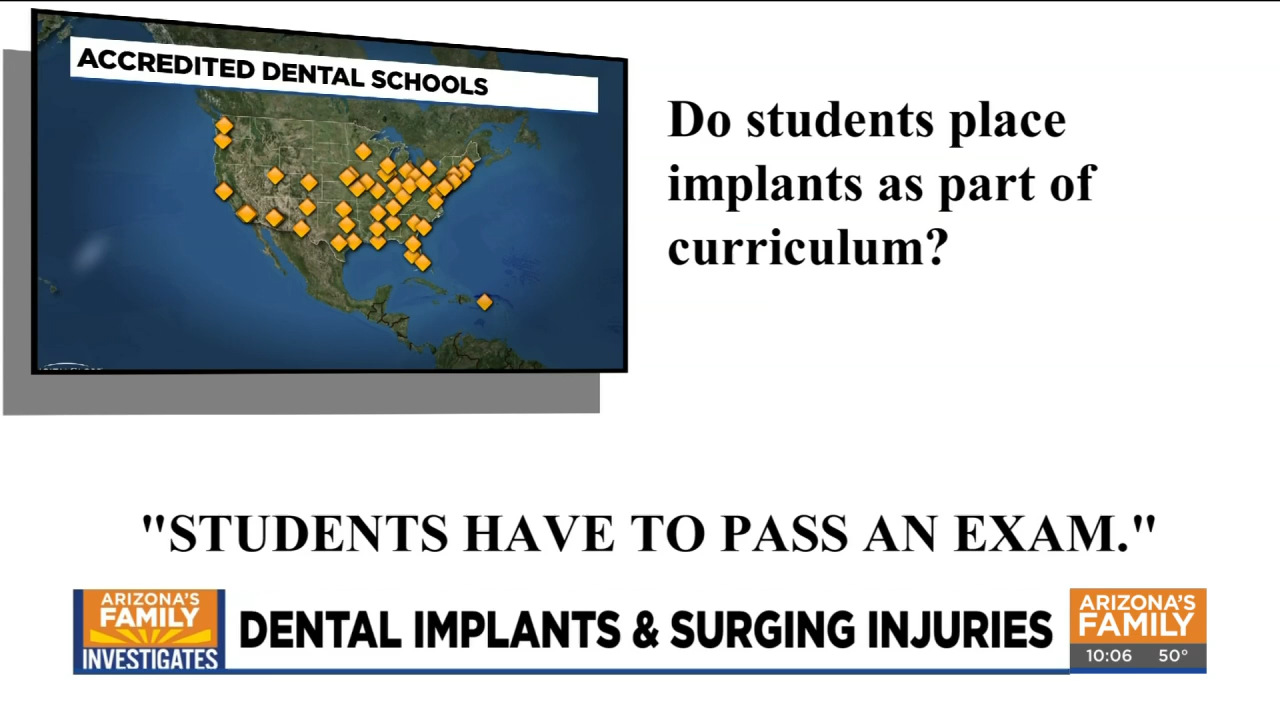 ACCREDITED DENTAL SCHOOLS
Do students place
implants as part of
curriculum?
"STUDENTS HAVE TO PASS AN EXAM."
ARIZONA'S
FAMILY
INVESTIGATES
DENTAL IMPLANTS & SURGING INJURIES
ARIZONA'S
FAMILY
10:06 50°